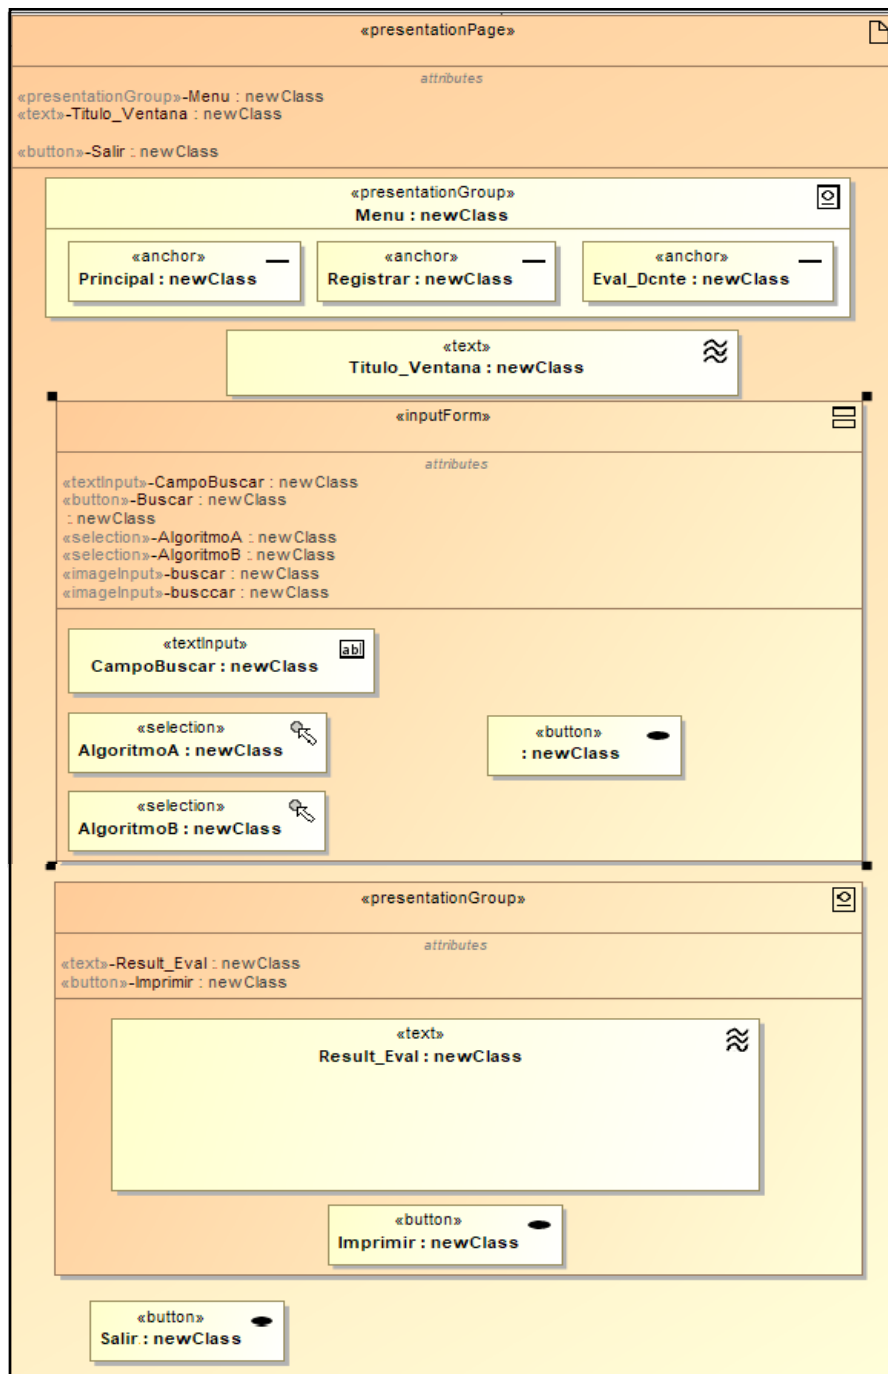 «presentationPage»
attributes
«presentationGroup»-Menu : newClass
«text»-Titulo_Ventana : newClass
«button»-Salir : newClass
«presentationGroup»
Menu : newClass
«anchor»
Principal : newClass
«anchor»
Registrar : newClass
«anchor»
Eval_Dcnte : newClass
«text»
Titulo_Ventana : newClass
«inputForm»
attributes
«textInput»-CampoBuscar : newClass
«button»-Buscar : newClass
: newClass
«selection»-AlgoritmoA : newClass
«selection»-AlgoritmoB : newClass
«imageInput»-buscar : newClass
«imageInput»-busccar : newClass
«textInput»
CampoBuscar : newClass
abl
«selection»
AlgoritmoA : newClass
«button»
: newClass
«selection»
AlgoritmoB : newClass
«presentationGroup»
attributes
«text»-Result_Eval : newClass
«button»-Imprimir : newClass
«text»
Result_Eval : newClass
«button»
Imprimir : newClass
«button»
Salir : newClass